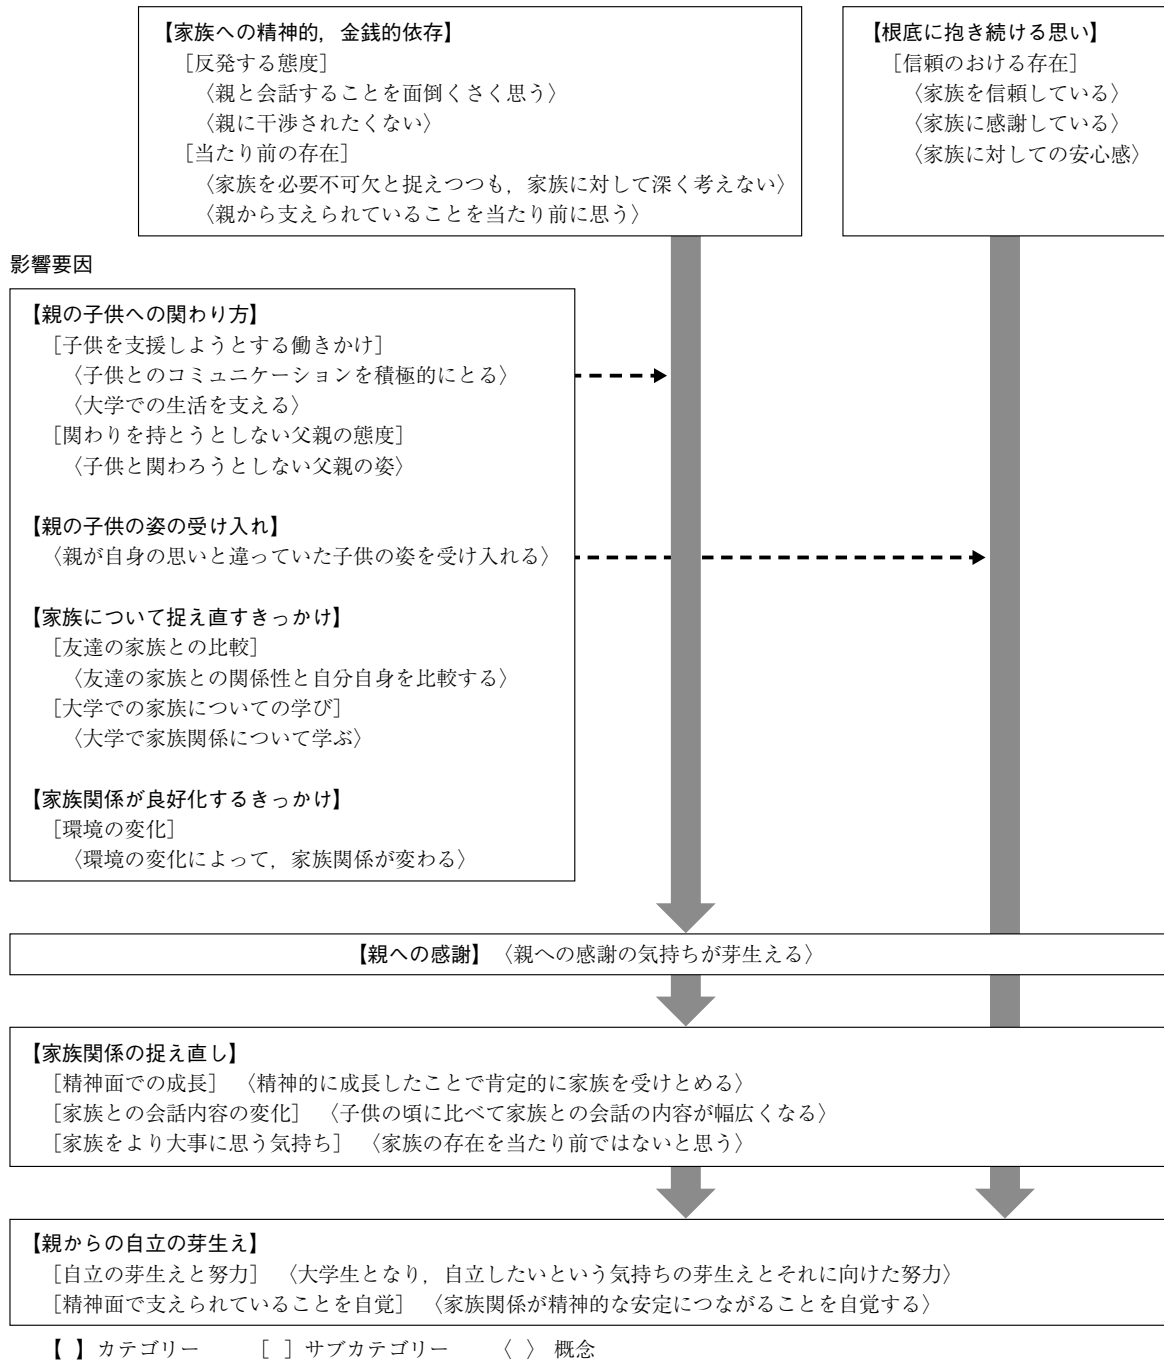 【家族への精神的，金銭的依存】
［反発する態度］
〈親と会話することを面倒くさく思う〉
〈親に干渉されたくない〉
［当たり前の存在］
〈家族を必要不可欠と捉えつつも，家族に対して深く考えない〉
〈親から支えられていることを当たり前に思う〉
【根底に抱き続ける思い】
［信頼のおける存在］
〈家族を信頼している〉
〈家族に感謝している〉
〈家族に対しての安心感〉
影響要因
【親の子供への関わり方】
［子供を支援しようとする働きかけ］
〈子供とのコミュニケーションを積極的にとる〉
〈大学での生活を支える〉
［関わりを持とうとしない父親の態度］
〈子供と関わろうとしない父親の姿〉
【親の子供の姿の受け入れ】
〈親が自身の思いと違っていた子供の姿を受け入れる〉
【家族について捉え直すきっかけ】
［友達の家族との比較］
〈友達の家族との関係性と自分自身を比較する〉
［大学での家族についての学び］
〈大学で家族関係について学ぶ〉
【家族関係が良好化するきっかけ】
［環境の変化］
〈環境の変化によって，家族関係が変わる〉
【親への感謝】〈親への感謝の気持ちが芽生える〉
【家族関係の捉え直し】
［精神面での成長］〈精神的に成長したことで肯定的に家族を受けとめる〉
［家族との会話内容の変化］〈子供の頃に比べて家族との会話の内容が幅広くなる〉
［家族をより大事に思う気持ち］〈家族の存在を当たり前ではないと思う〉
【親からの自立の芽生え】
［自立の芽生えと努力］〈大学生となり，自立したいという気持ちの芽生えとそれに向けた努力〉
［精神面で支えられていることを自覚］〈家族関係が精神的な安定につながることを自覚する〉
【 】カテゴリー ［ ］サブカテゴリー 〈 〉概念